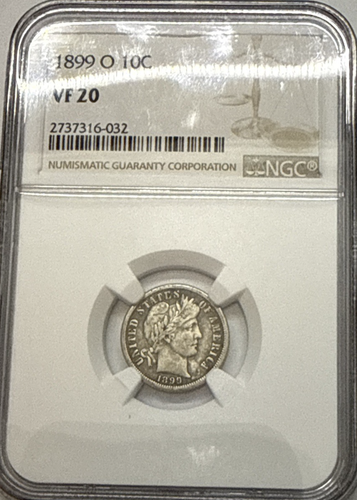 1899 O 10C
VF 20
2737316-032
NUMISMATIC GUARANTY CORPORATION NGC®
UNITED STATES OF AMERICA
1899